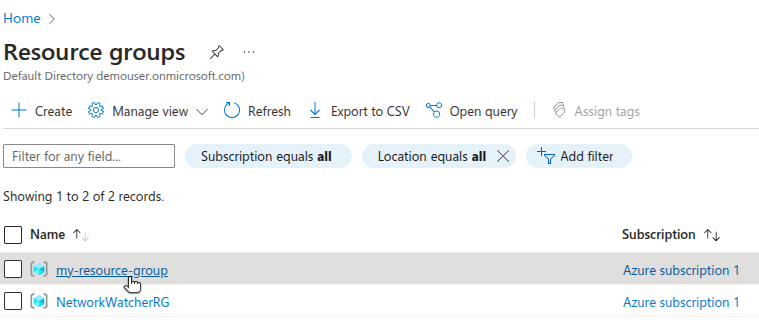 Home >
Resource groups ...
Default Directory demouser.onmicrosoft.com)
+ Create Manage view Refresh Export to CSV Open query Assign tags
Filter for any field... Subscription equals all Location equals all Add filter
Showing 1 to 2 of 2 records.
Name ↑↓ Subscription ↑↓
my-resource-group Azure subscription 1
NetworkWatcherRG Azure subscription 1